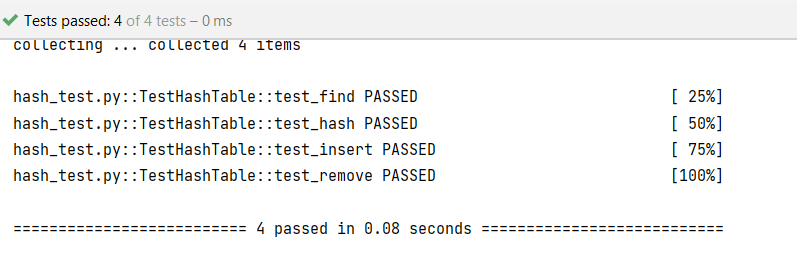 Tests passed: 4 of 4 tests – 0 ms
collecting ... collected 4 items
hash_test.py::TestHashTable::test_find PASSED [ 25%]
hash_test.py::TestHashTable::test_hash PASSED [ 50%]
hash_test.py::TestHashTable::test_insert PASSED [ 75%]
hash_test.py::TestHashTable::test_remove PASSED [100%]
========================== 4 passed in 0.08 seconds ===========================